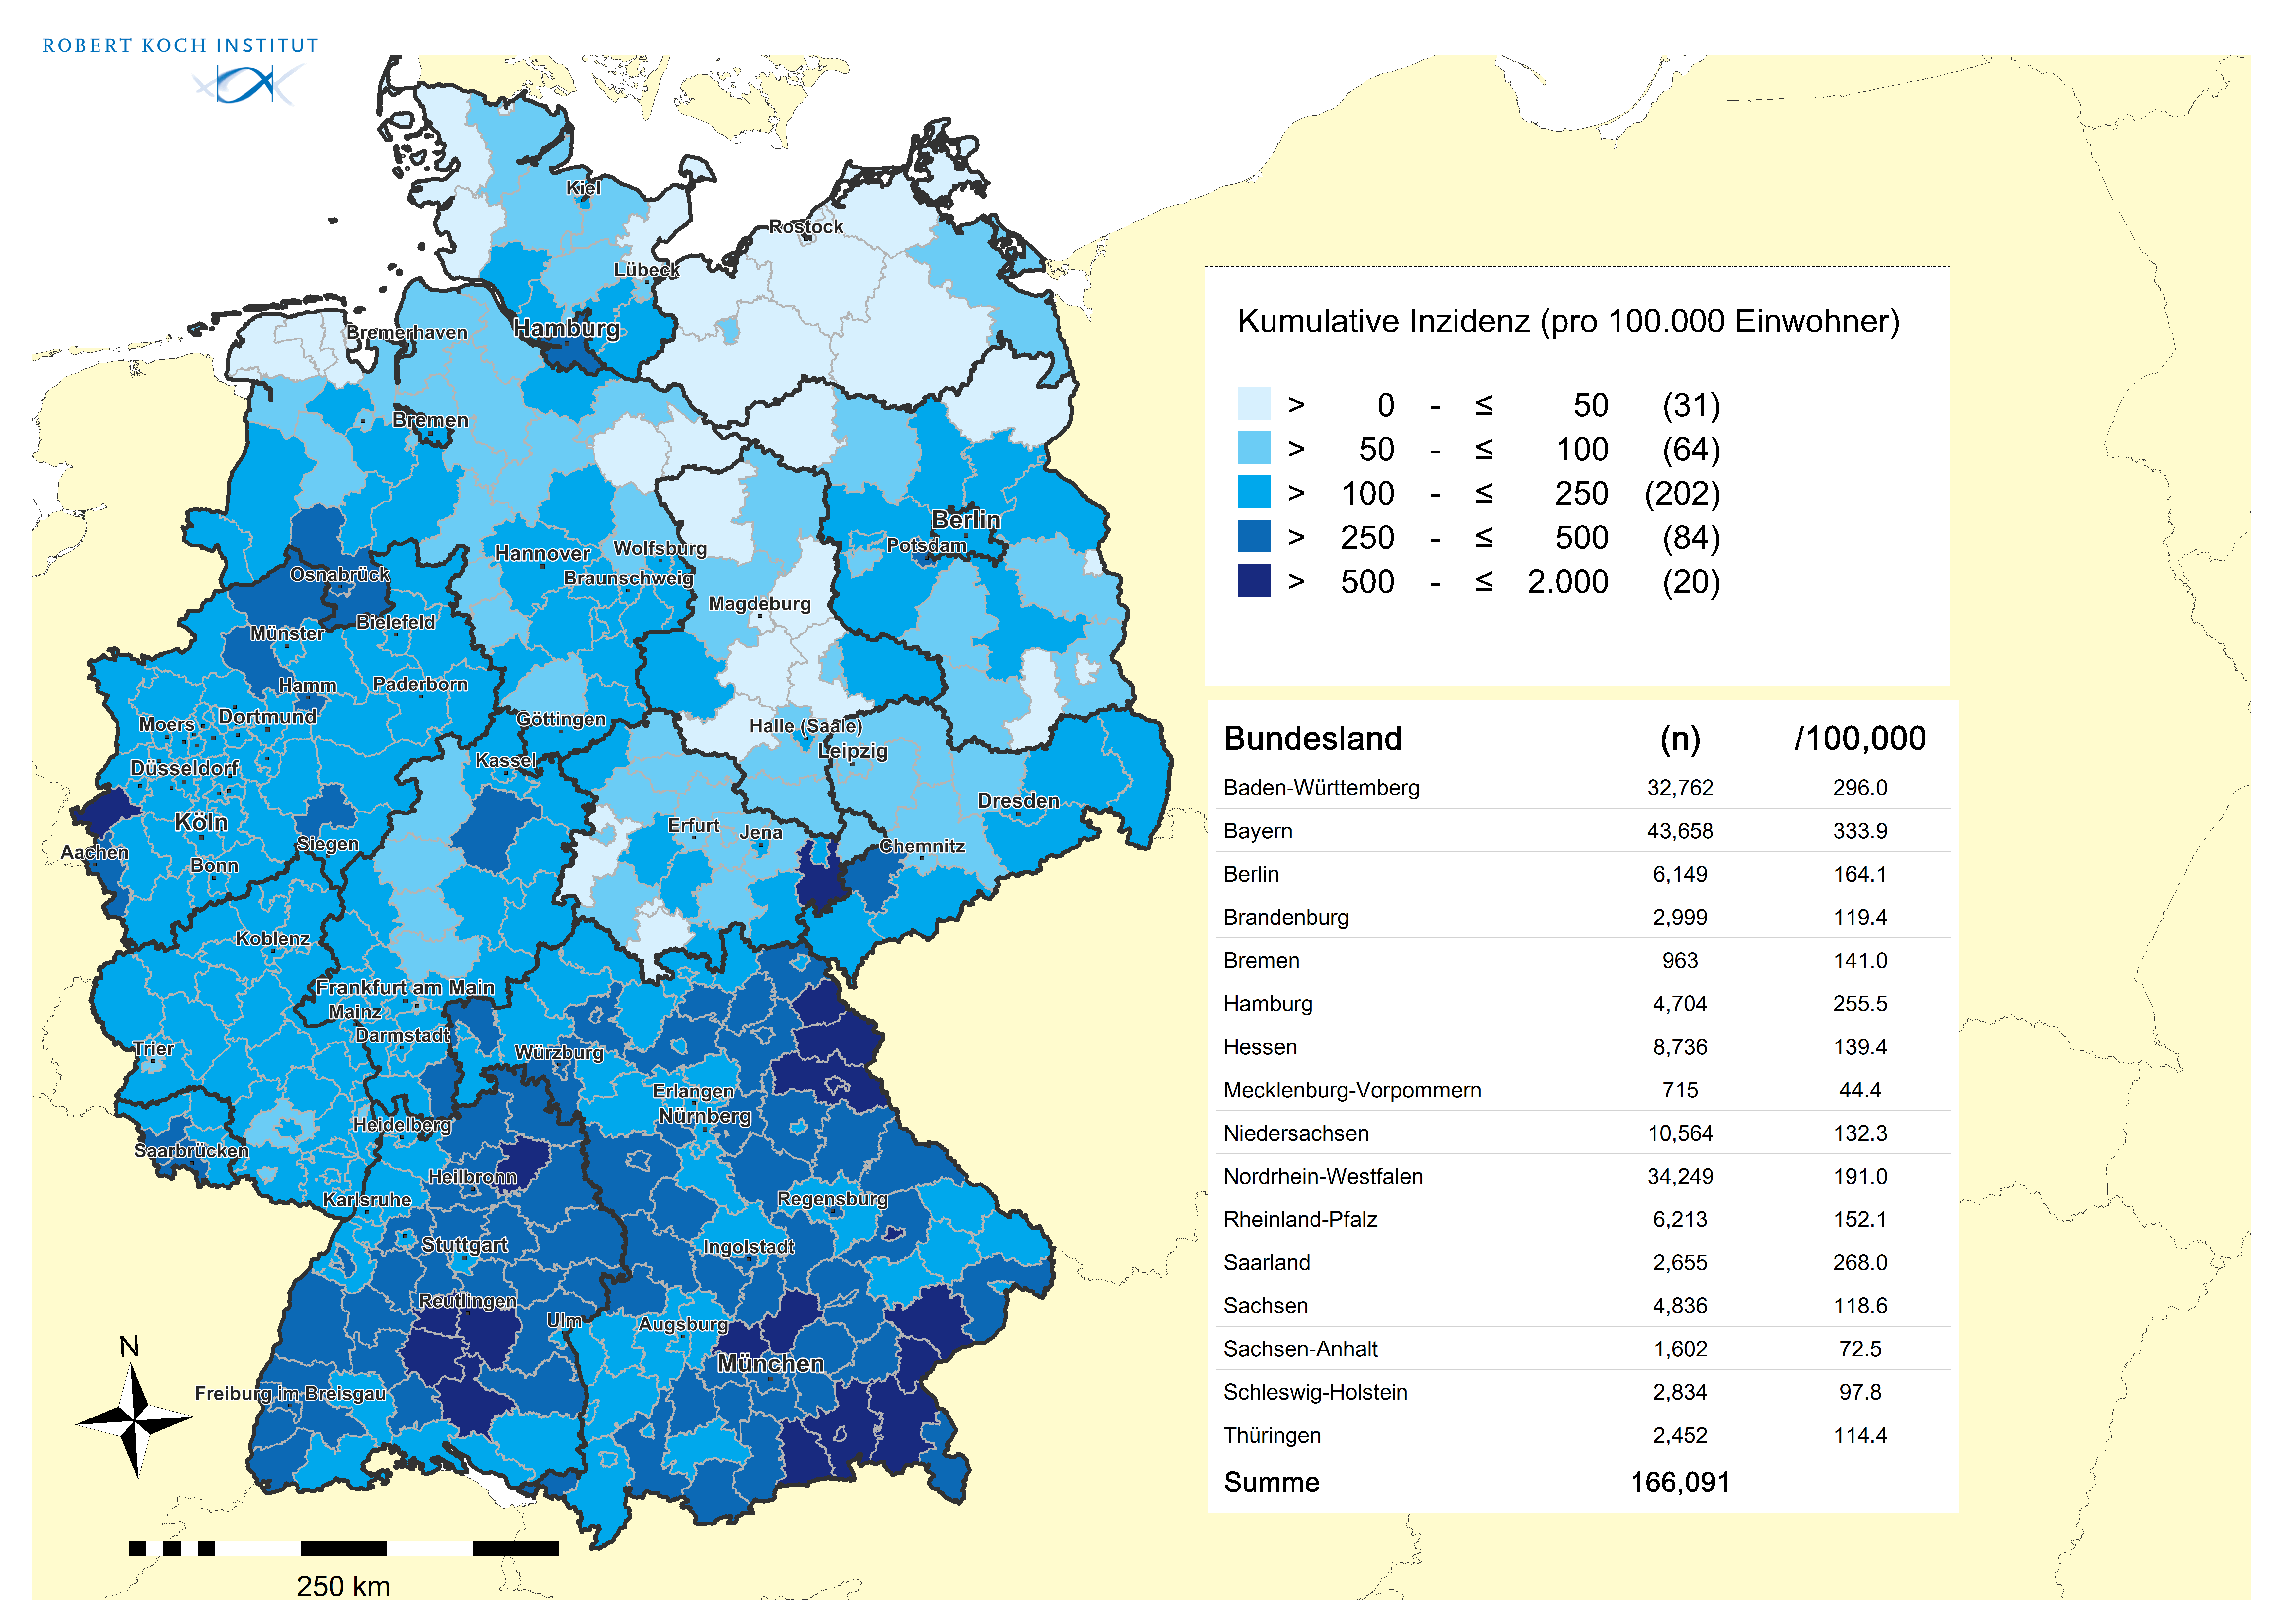 ROBERT KOCH INSTITUT
Kiel
Rostock
Lübeck
Bremerhaven
Hamburg
Bremen
Berlin
Potsdam
Hannover
Wolfsburg
Braunschweig
Osnabrück
Magdeburg
Bielefeld
Münster
Hamm
Paderborn
Moers
Dortmund
Göttingen
Halle (Saale)
Leipzig
Kassel
Düsseldorf
Dresden
Köln
Erfurt
Jena
Chemnitz
Siegen
Aachen
Bonn
Koblenz
Frankfurt am Main
Mainz
Darmstadt
Trier
Würzburg
Erlangen
Nürnberg
Heidelberg
Saarbrücken
Heilbronn
Karlsruhe
Regensburg
Stuttgart
Ingolstadt
Reutlingen
Ulm
Augsburg
München
Freiburg im Breisgau
N
250 km
Kumulative Inzidenz (pro 100.000 Einwohner)
> 0 - ≤ 50 (31)
> 50 - ≤ 100 (64)
> 100 - ≤ 250 (202)
> 250 - ≤ 500 (84)
> 500 - ≤ 2.000 (20)
Bundesland (n) /100,000
Baden-Württemberg 32,762 296.0
Bayern 43,658 333.9
Berlin 6,149 164.1
Brandenburg 2,999 119.4
Bremen 963 141.0
Hamburg 4,704 255.5
Hessen 8,736 139.4
Mecklenburg-Vorpommern 715 44.4
Niedersachsen 10,564 132.3
Nordrhein-Westfalen 34,249 191.0
Rheinland-Pfalz 6,213 152.1
Saarland 2,655 268.0
Sachsen 4,836 118.6
Sachsen-Anhalt 1,602 72.5
Schleswig-Holstein 2,834 97.8
Thüringen 2,452 114.4
Summe 166,091